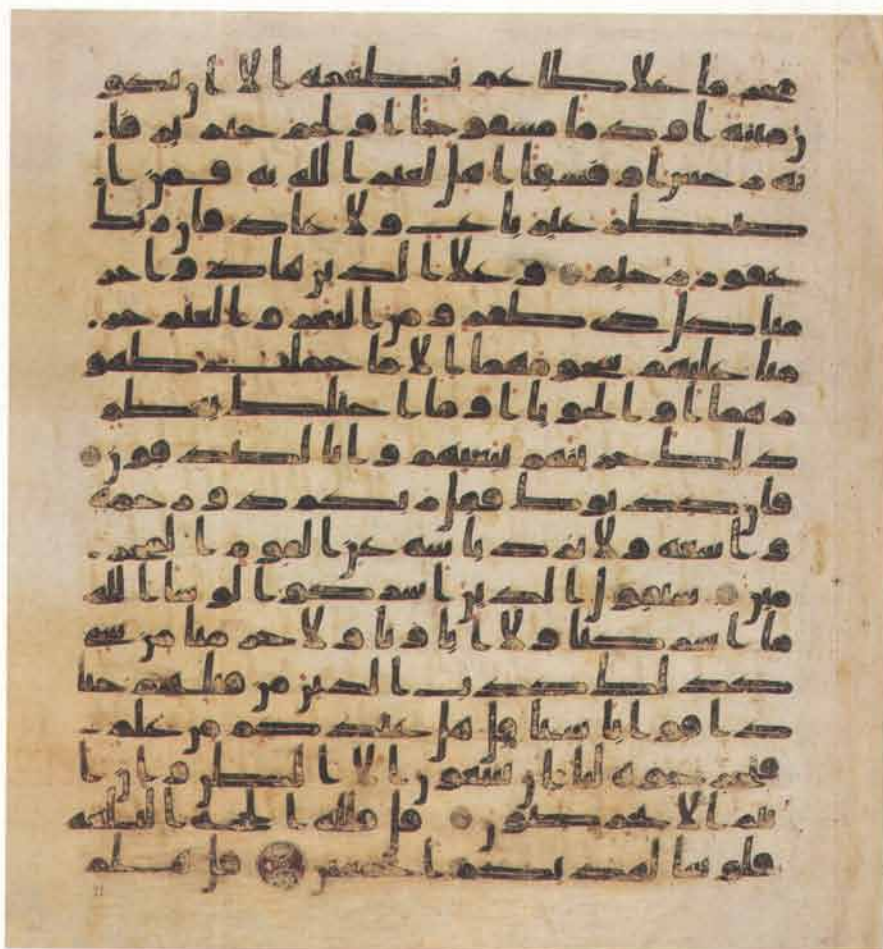 محرما على طاعم يطعمه الا ان يكو
ن ميتة او دما مسفوحا او لحم خنزير فا
نه رجس او فسقا اهل لغير الله به فمن ا
ضطر غير باغ ولا عاد فان ربك
غفور رحيم وعلى الذين هادوا حر
منا كل ذي ظفر ومن البقر والغنم حر
منا عليهم شحومهما الا ما حملت ظهو
رهما او الحوايا او ما اختلط بعظم
ذلك جزينهم ببغيهم وانا لصدقون
فان كذبوك فقل ربكم ذو رحمة
واسعة ولا يرد باسه عن القوم المجر
مين سيقول الذين اشركوا لو شا الله
ما اشركنا ولا اباونا ولا حرمنا من شي
كذلك كذب الذين من قبلهم حتى
ذاقوا باسنا قل هل عندكم من علم
فتخرجوه لنا ان تتبعون الا الظن وان ا
نتم الا تخرصون قل فلله الحجة البلغة
فلو شا لهديكم اجمعين قل هلم